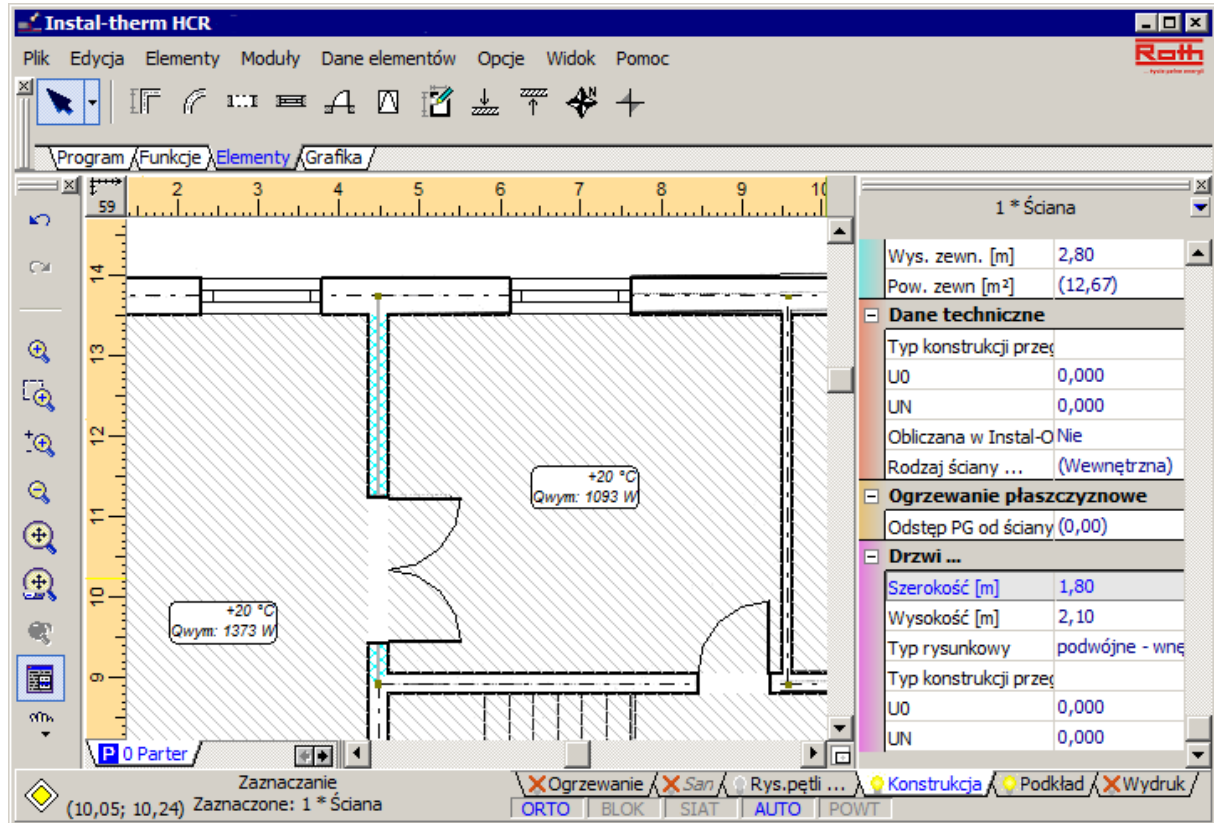 Instal-therm HCR
Plik Edycja Elementy Moduły Dane elementów Opcje Widok Pomoc
Roth
Program Funkcje Elementy Grafika
59 2 3 4 5 6 7 8 9 10
14
13
12
11
10
9
+20 °C
Qwym: 1093 W
+20 °C
Qwym: 1373 W
P 0 Parter
1 * Ściana
Wys. zewn. [m] 2,80
Pow. zewn [m²] (12,67)
Dane techniczne
Typ konstrukcji przeg
U0 0,000
UN 0,000
Obliczana w Instal-O Nie
Rodzaj ściany ... (Wewnętrzna)
Ogrzewanie płaszczyznowe
Odstęp PG od ściany (0,00)
Drzwi ...
Szerokość [m] 1,80
Wysokość [m] 2,10
Typ rysunkowy podwójne - wnę
Typ konstrukcji przeg
U0 0,000
UN 0,000
Ogrzewanie San Rys.pętli ... Konstrukcja Podkład Wydruk
Zaznaczanie
(10,05; 10,24) Zaznaczone: 1 * Ściana
ORTO BLOK SIAT AUTO POWT